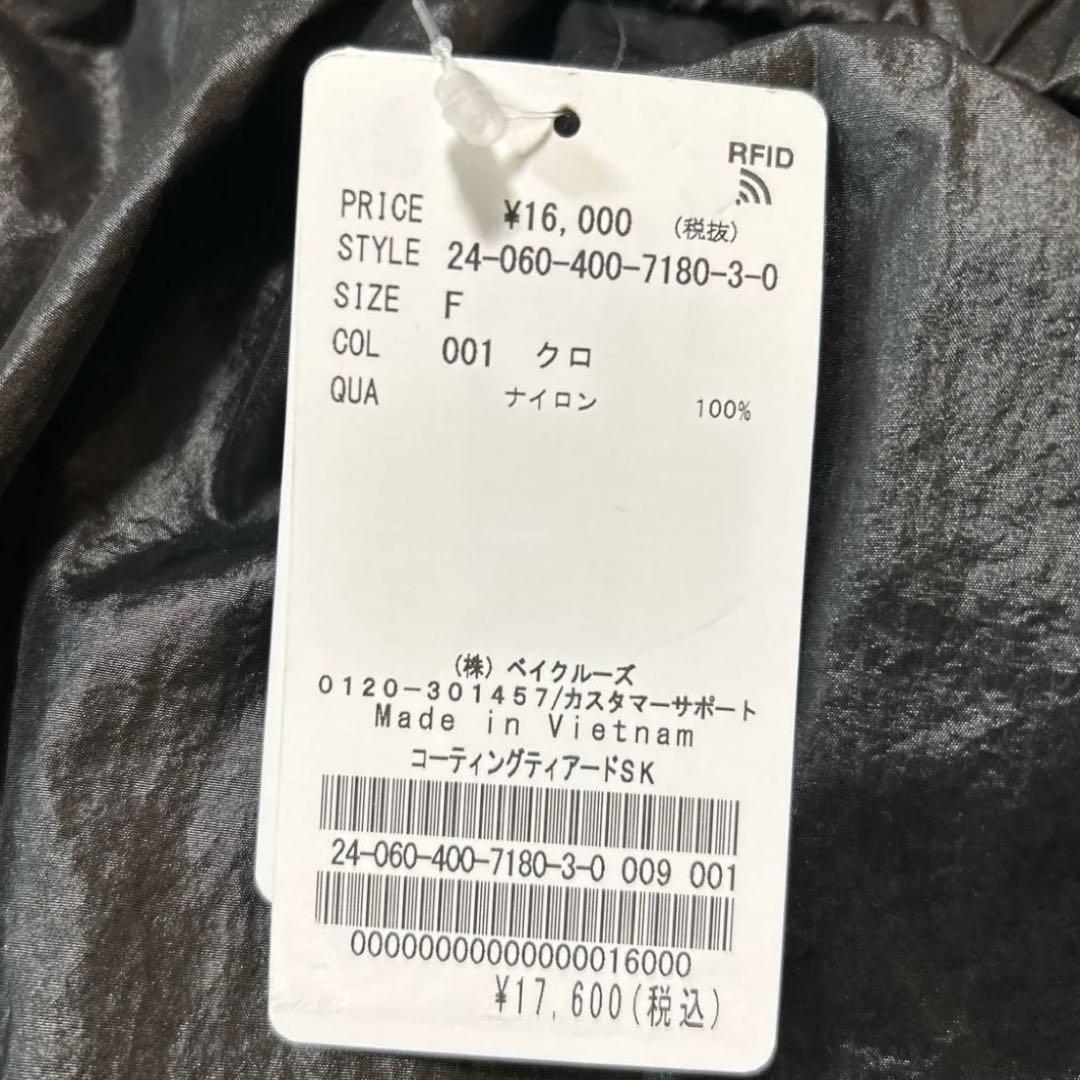 RFID
PRICE ¥16,000 (税抜)
STYLE 24-060-400-7180-3-0
SIZE F
COL 001 クロ
QUA ナイロン 100%
(株) ベイクルーズ
0120-301457/カスタマーサポート
Made in Vietnam
コーティングティアードSK
24-060-400-7180-3-0 009 001
00000000000000016000
¥17,600(税込)